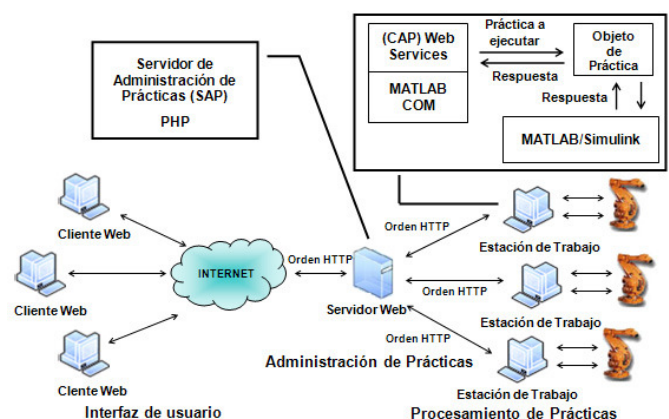 Servidor de
Administración de
Prácticas (SAP)
PHP
(CAP) Web
Services
MATLAB
COM
Práctica a
ejecutar
Respuesta
Objeto
de
Práctica
Respuesta
MATLAB/Simulink
Cliente Web
Cliente Web
Cliente Web
INTERNET
Orden HTTP
Servidor Web
Orden HTTP
Orden HTTP
Orden HTTP
Estación de Trabajo
Estación de Trabajo
Estación de Trabajo
Administración de Prácticas
Interfaz de usuario
Procesamiento de Prácticas